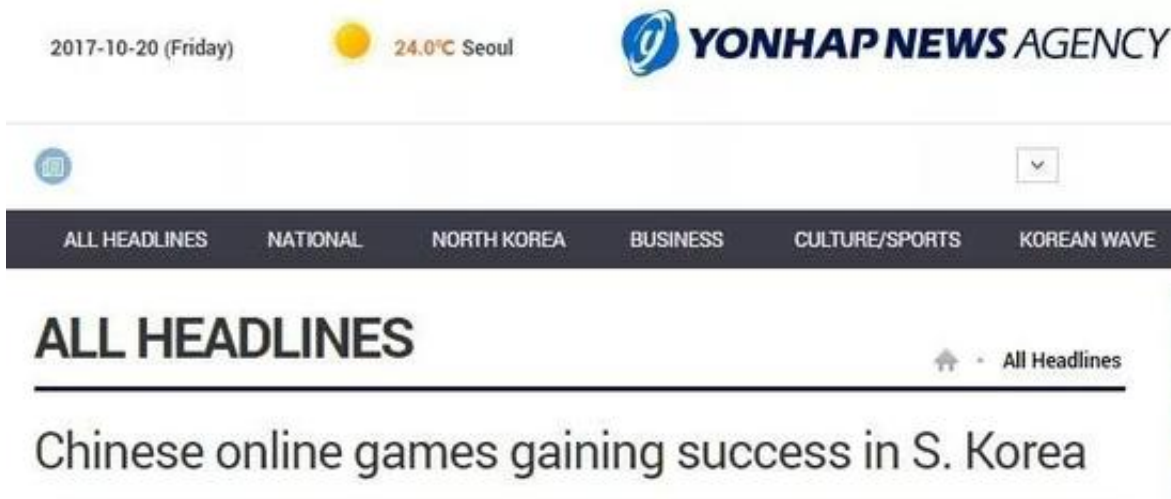 2017-10-20 (Friday) 24.0°C Seoul YONHAP NEWS AGENCY
ALL HEADLINES NATIONAL NORTH KOREA BUSINESS CULTURE/SPORTS KOREAN WAVE
ALL HEADLINES
All Headlines
Chinese online games gaining success in S. Korea